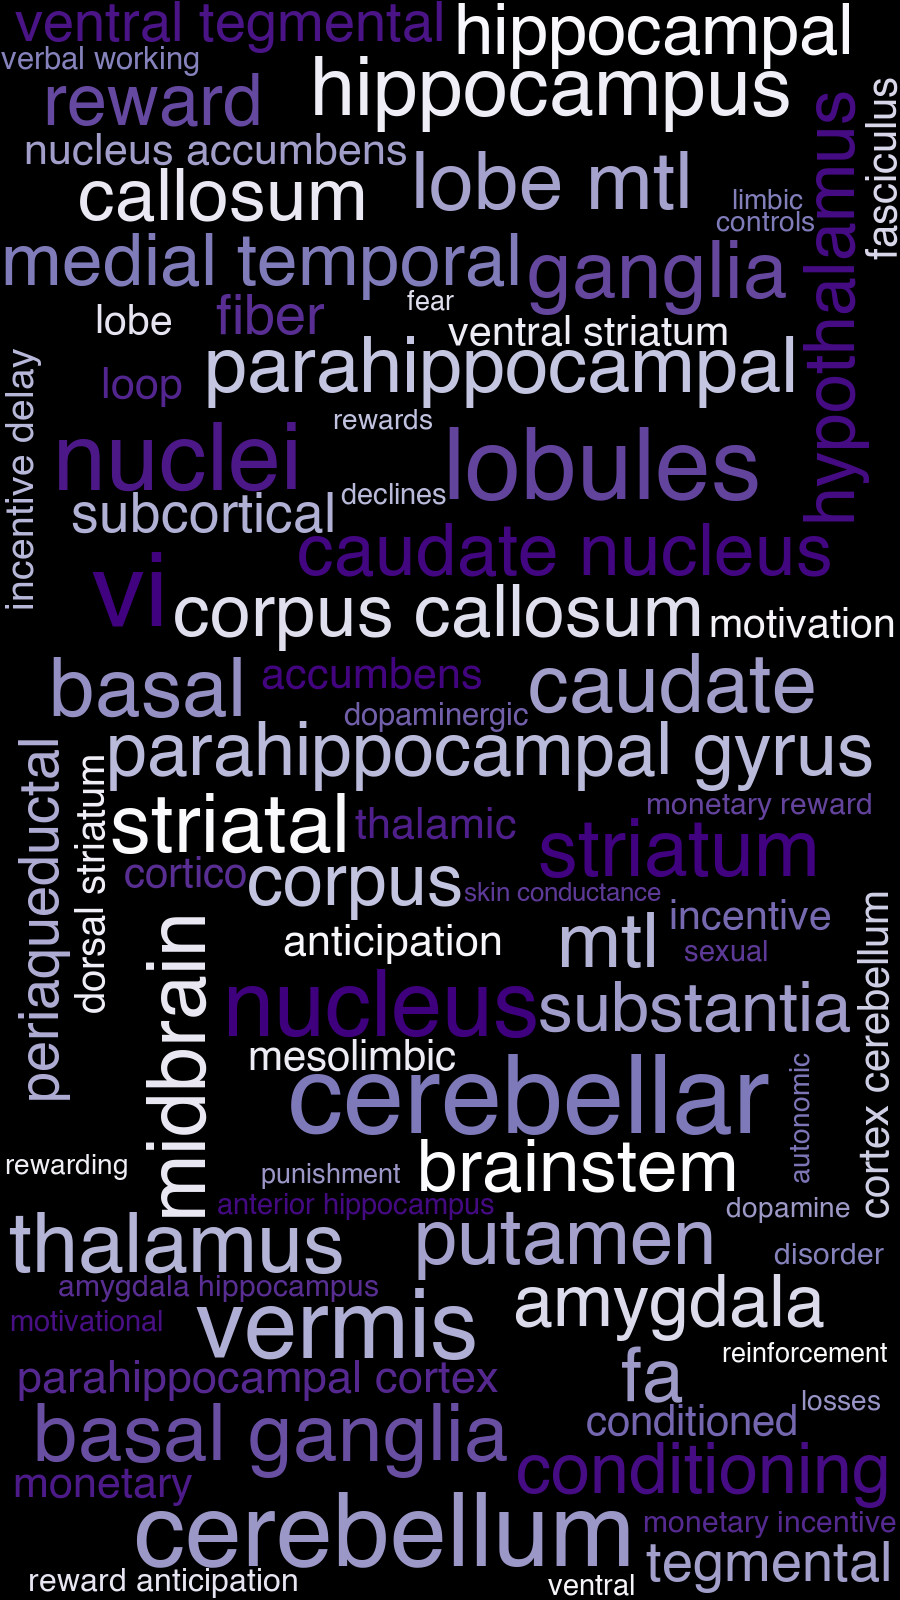 ventral tegmental
hippocampal
verbal working
hippocampus
reward
fasciculus
hypothalamus
nucleus accumbens
lobe mtl
callosum
limbic
controls
medial temporal
ganglia
fear
lobe
fiber
ventral striatum
parahippocampal
incentive delay
loop
rewards
nuclei
lobules
declines
subcortical
caudate nucleus
vi
corpus callosum
motivation
basal
accumbens
caudate
dopaminergic
parahippocampal gyrus
periaqueductal
dorsal striatum
striatal
thalamic
monetary reward
striatum
cortico
corpus
skin conductance
incentive
cortex cerebellum
midbrain
anticipation
mtl
sexual
nucleus
substantia
mesolimbic
cerebellar
autonomic
rewarding
punishment
brainstem
anterior hippocampus
dopamine
thalamus
putamen
disorder
amygdala hippocampus
amygdala
motivational
vermis
reinforcement
parahippocampal cortex
fa
losses
basal ganglia
conditioned
conditioning
monetary
cerebellum
monetary incentive
tegmental
reward anticipation
ventral